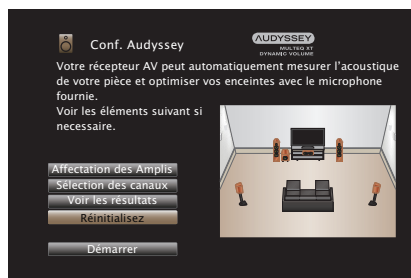 Conf. Audyssey
AUDYSSEY
MULTEQ XT
DYNAMIC VOLUME
Votre récepteur AV peut automatiquement mesurer l'acoustique
de votre pièce et optimiser vos enceintes avec le microphone
fournie.
Voir les éléments suivant si
necessaire.
Affectation des Amplis
Sélection des canaux
Voir les résultats
Réinitialisez
Démarrer